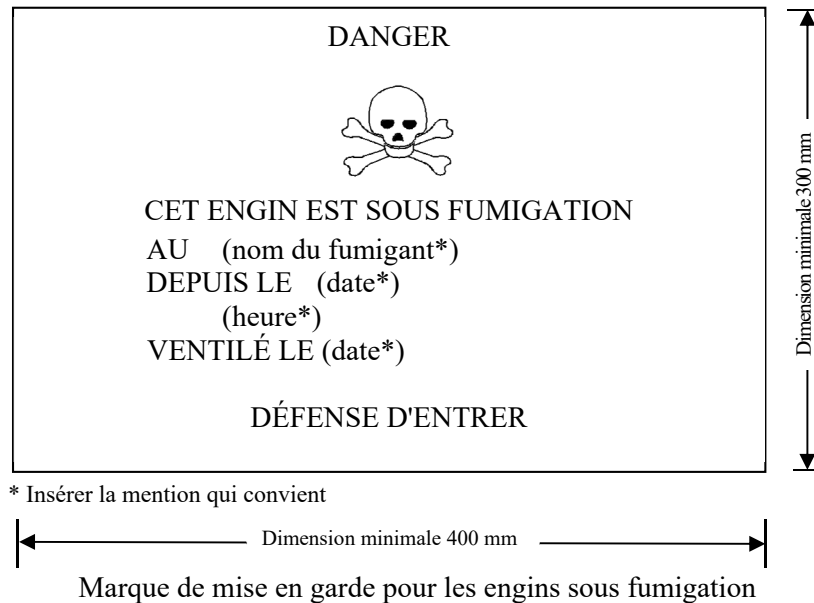 DANGER
CET ENGIN EST SOUS FUMIGATION
AU (nom du fumigant*)
DEPUIS LE (date*)
(heure*)
VENTILÉ LE (date*)
DÉFENSE D'ENTRER
Dimension minimale 300 mm
* Insérer la mention qui convient
Dimension minimale 400 mm
Marque de mise en garde pour les engins sous fumigation